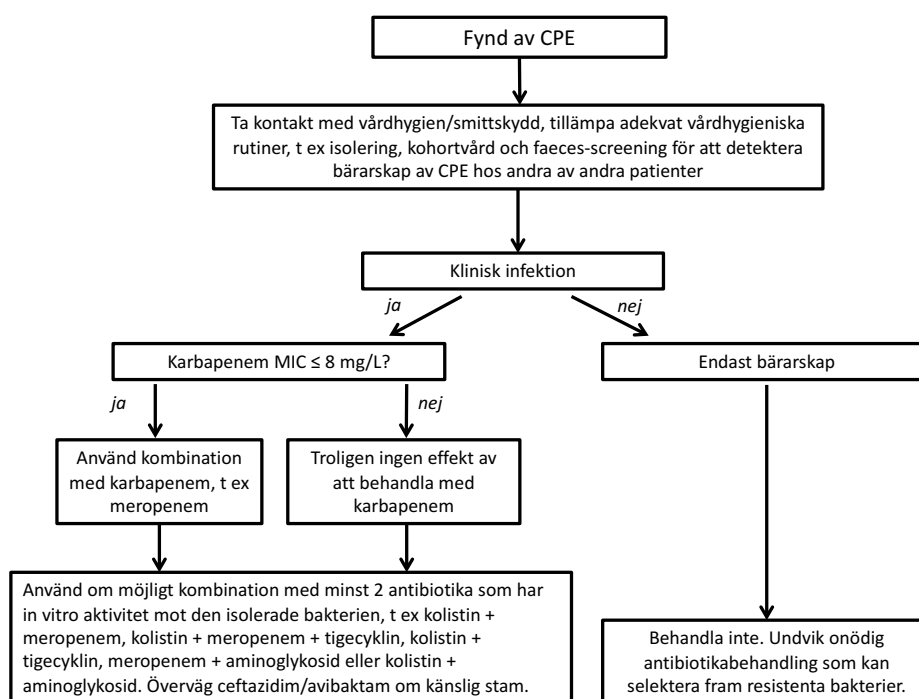 Fynd av CPE
Ta kontakt med vårdhygien/smittskydd, tillämpa adekvat vårdhygieniska
rutiner, t ex isolering, kohortvård och faeces-screening för att detektera
bärarskap av CPE hos andra av andra patienter
Klinisk infektion
ja
nej
Karbapenem MIC ≤ 8 mg/L?
Endast bärarskap
ja
nej
Använd kombination
med karbapenem, t ex
meropenem
Troligen ingen effekt av
att behandla med
karbapenem
Använd om möjligt kombination med minst 2 antibiotika som har
in vitro aktivitet mot den isolerade bakterien, t ex kolistin +
meropenem, kolistin + meropenem + tigecyklin, kolistin +
tigecyklin, meropenem + aminoglykosid eller kolistin +
aminoglykosid. Överväg ceftazidim/avibaktam om känslig stam.
Behandla inte. Undvik onödig
antibiotikabehandling som kan
selektera fram resistenta bakterier.